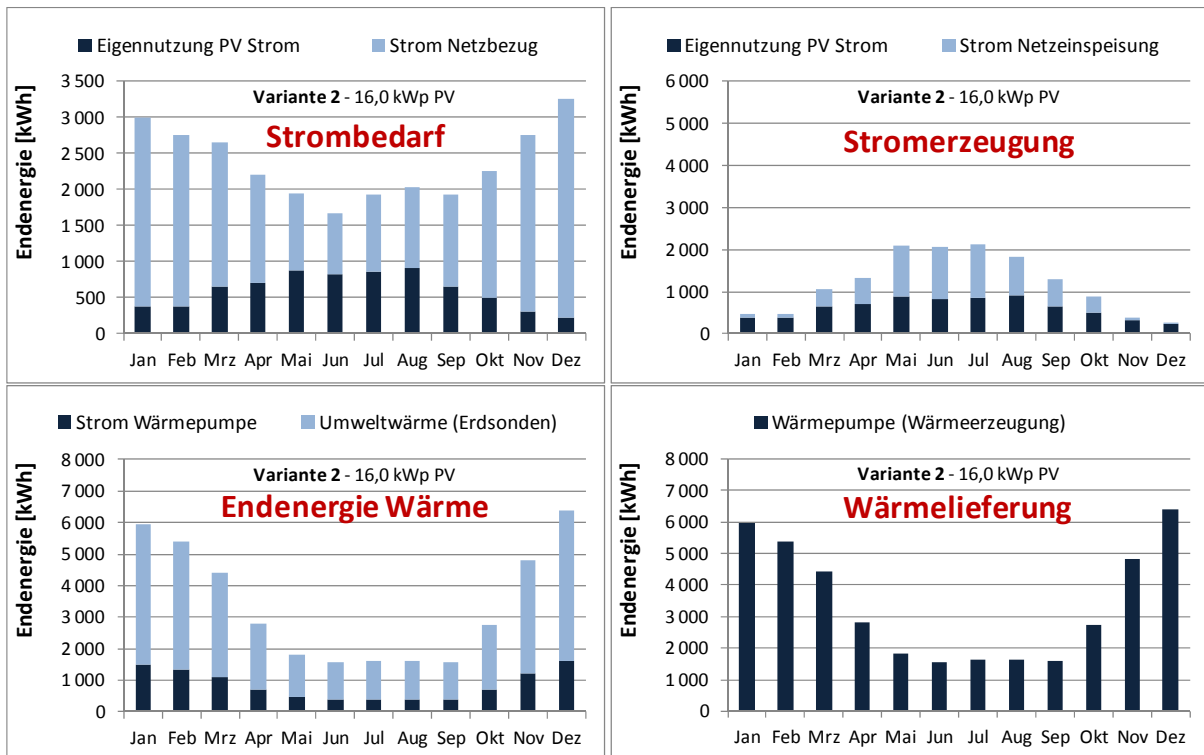 Eigennutzung PV Strom Strom Netzbezug
Endenergie [kWh]
Variante 2 - 16,0 kWp PV
Strombedarf
3 500
3 000
2 500
2 000
1 500
1 000
500
0
Jan Feb Mrz Apr Mai Jun Jul Aug Sep Okt Nov Dez
Eigennutzung PV Strom Strom Netzeinspeisung
Endenergie [kWh]
Variante 2 - 16,0 kWp PV
Stromerzeugung
6 000
5 000
4 000
3 000
2 000
1 000
0
Jan Feb Mrz Apr Mai Jun Jul Aug Sep Okt Nov Dez
Strom Wärmepumpe Umweltwärme (Erdsonden)
Endenergie [kWh]
Variante 2 - 16,0 kWp PV
Endenergie Wärme
8 000
7 000
6 000
5 000
4 000
3 000
2 000
1 000
0
Jan Feb Mrz Apr Mai Jun Jul Aug Sep Okt Nov Dez
Wärmepumpe (Wärmeerzeugung)
Endenergie [kWh]
Variante 2 - 16,0 kWp PV
Wärmelieferung
8 000
7 000
6 000
5 000
4 000
3 000
2 000
1 000
0
Jan Feb Mrz Apr Mai Jun Jul Aug Sep Okt Nov Dez